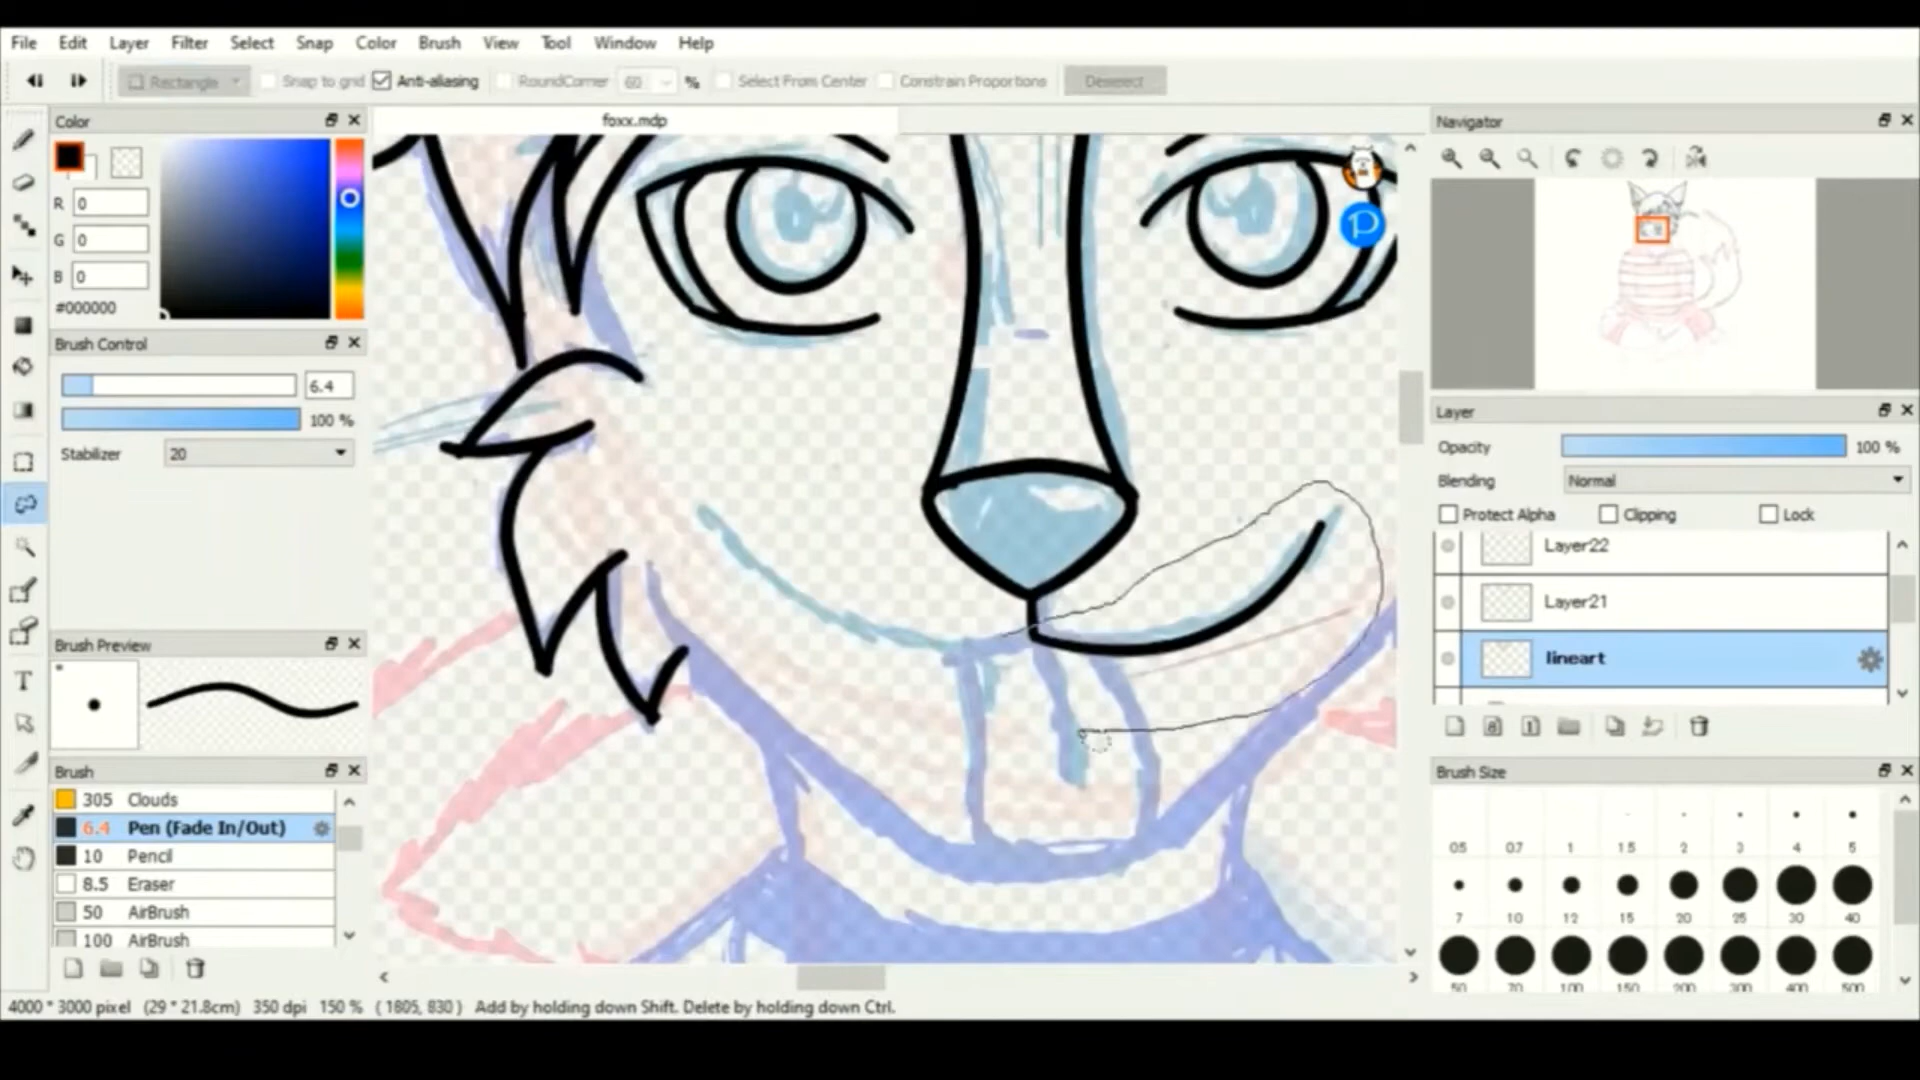 File Edit Layer Filter Select Snap Color Brush View Tool Window Help
Rectangle Snap to grid Anti-aliasing RoundCorner 60 % Select From Center Constrain Proportions Deselect
Color
R 0
G 0
B 0
#000000
Brush Control
6.4
100 %
Stabilizer 20
Brush Preview
Brush
305 Clouds
6.4 Pen (Fade In/Out)
10 Pencil
8.5 Eraser
50 AirBrush
100 AirBrush
T
foxx.mdp
P
Navigator
Layer
Opacity 100 %
Blending Normal
Protect Alpha Clipping Lock
Layer22
Layer21
lineart
8 1
Brush Size
05 07 1 1.5 2 3 4 5
7 10 12 15 20 25 30 40
50 70 100 150 200 300 400 500
4000 * 3000 pixel (29 * 21.8cm) 350 dpi 150 % ( 1805, 830 ) Add by holding down Shift. Delete by holding down Ctrl.